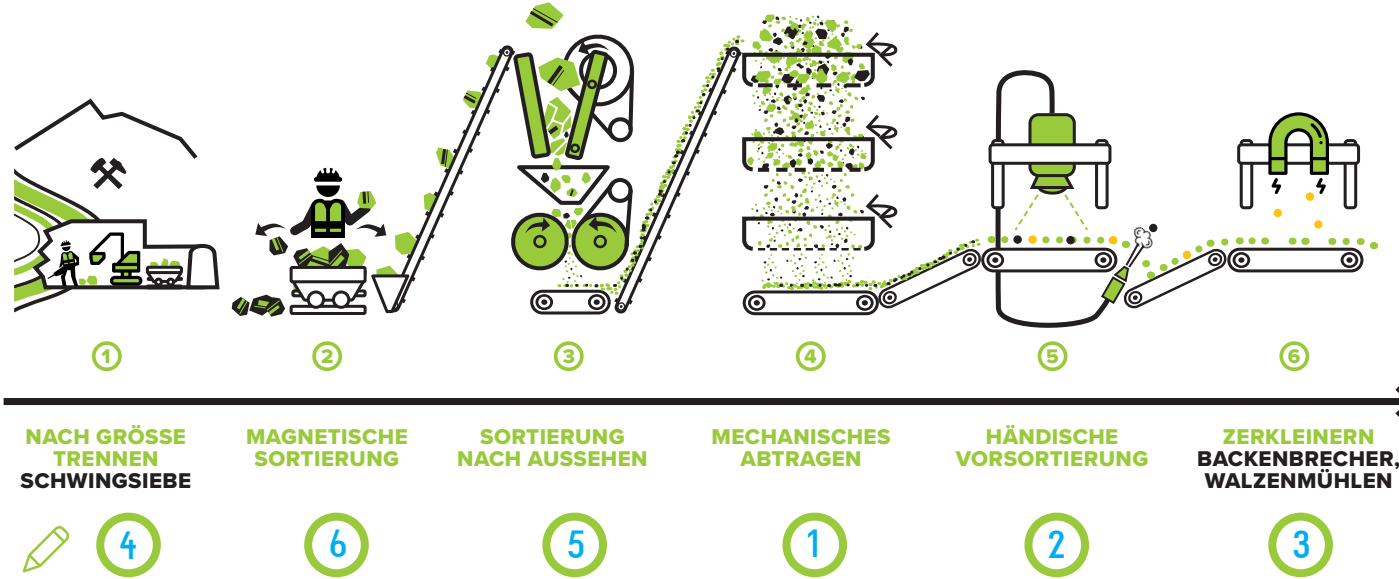 1 2 3 4 5 6
NACH GRÖSSE
TRENNEN
SCHWINGSIEBE
MAGNETISCHE
SORTIERUNG
SORTIERUNG
NACH AUSSEHEN
MECHANISCHES
ABTRAGEN
HÄNDISCHE
VORSORTIERUNG
ZERKLEINERN
BACKENBRECHER,
WALZENMÜHLEN
4 6 5 1 2 3